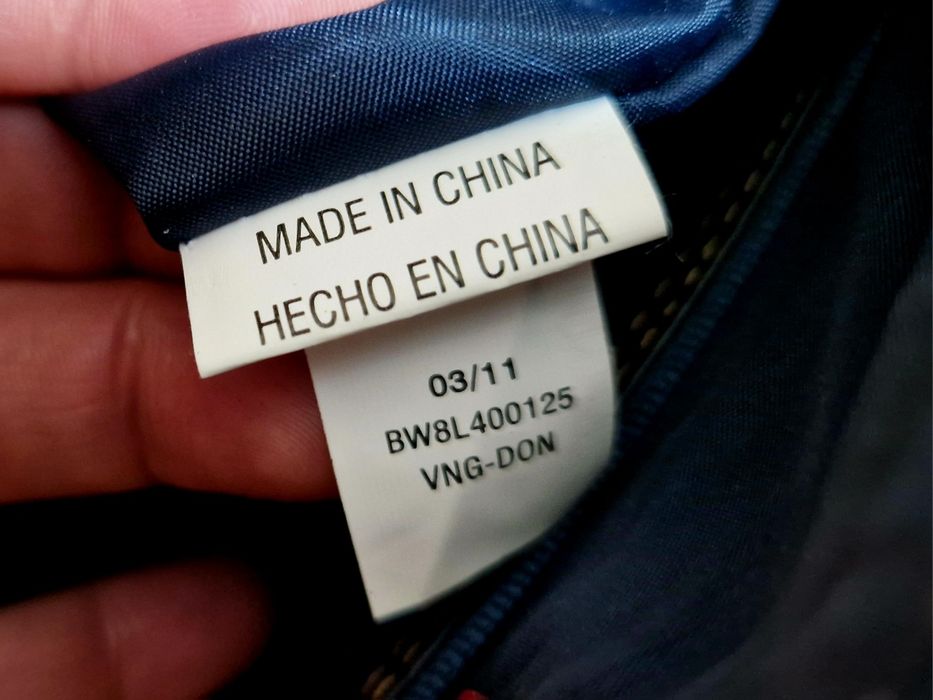 MADE IN CHINA
HECHO EN CHINA
03/11
BW8L400125
VNG-DON